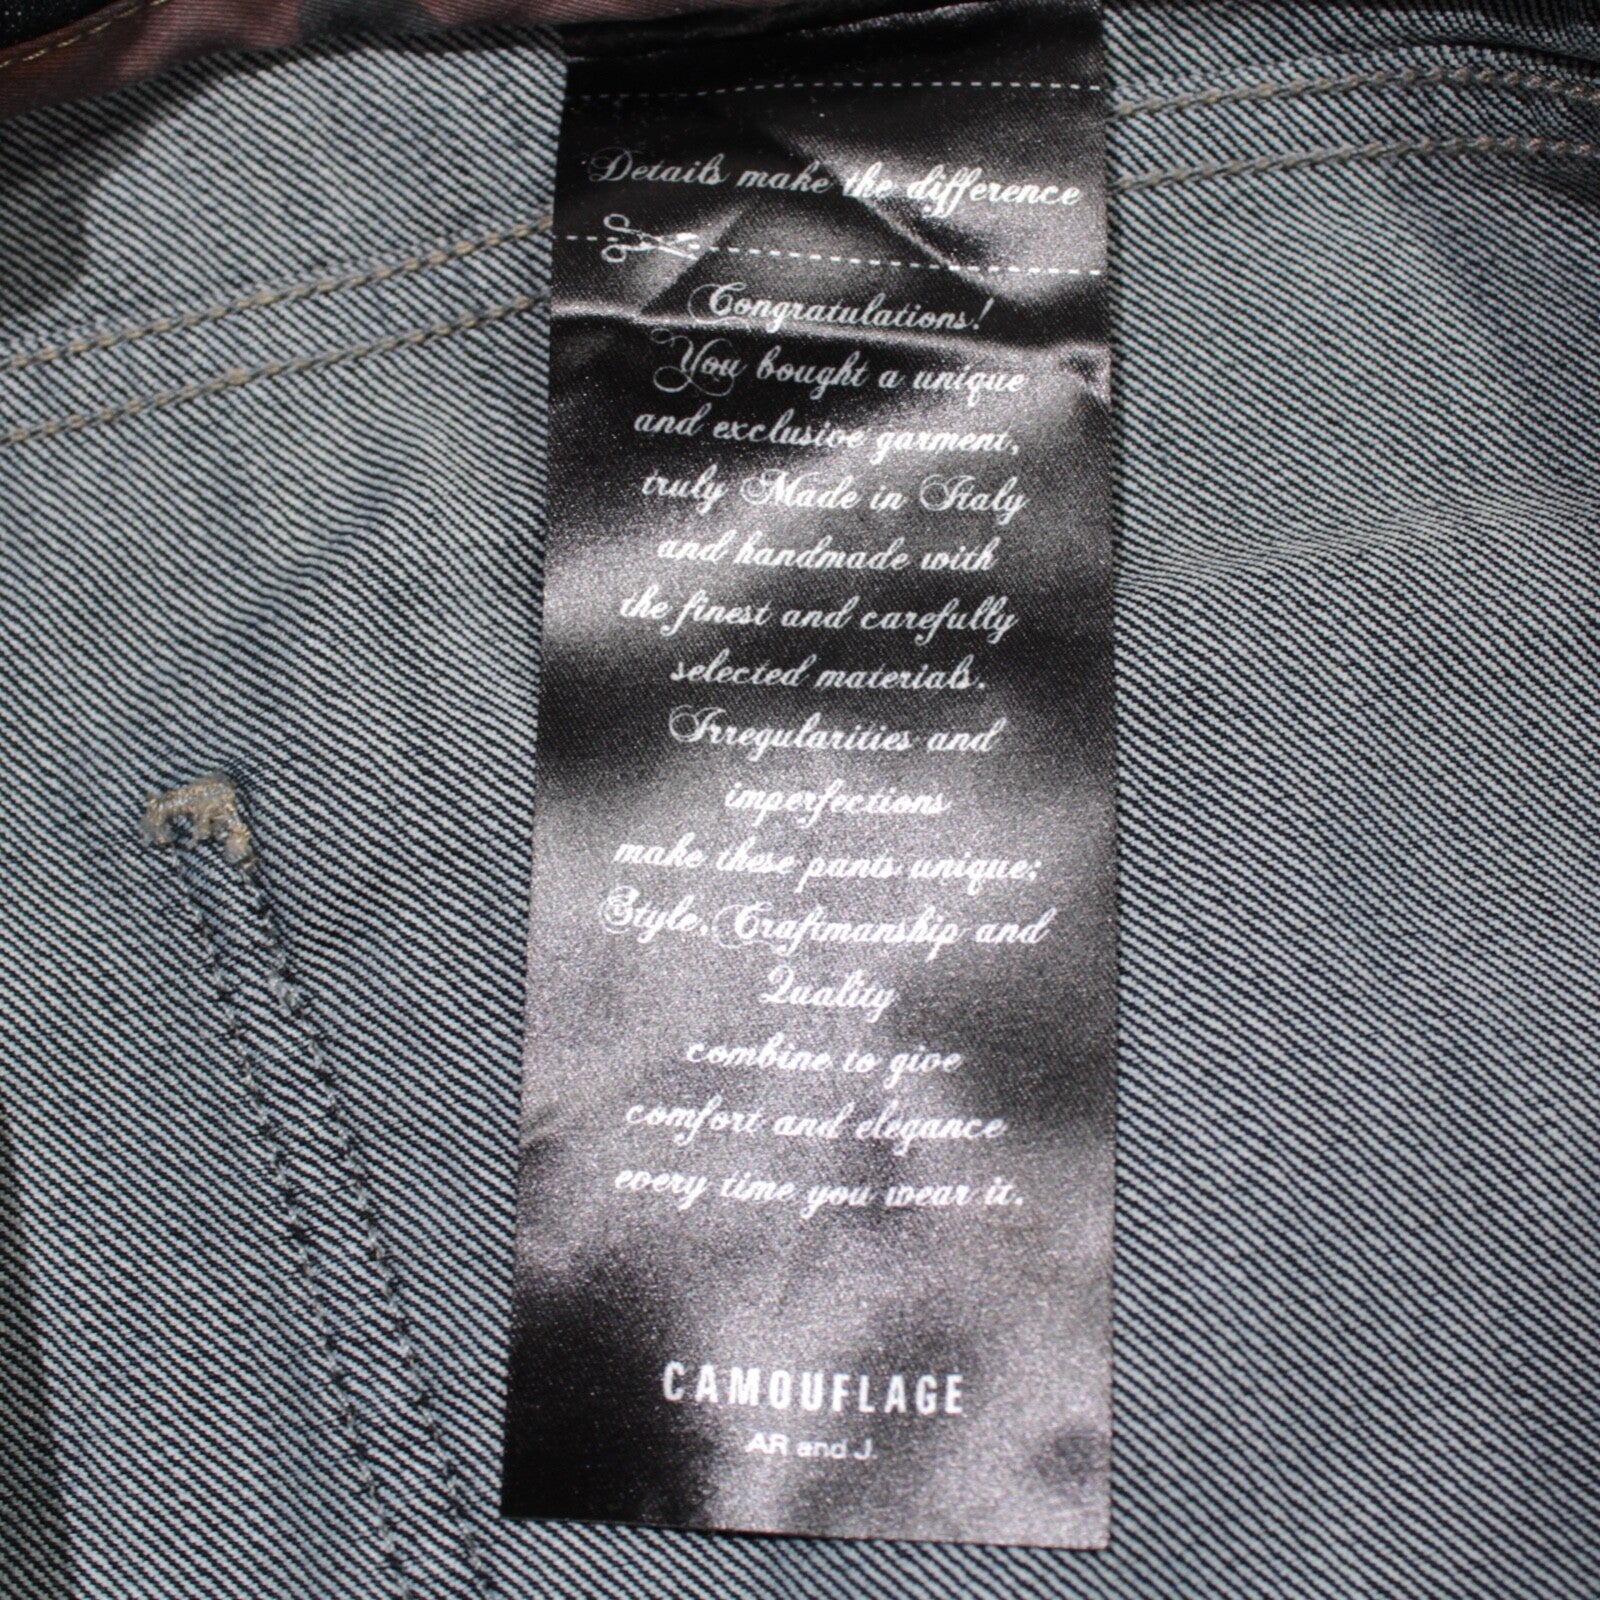 Details make the difference
Congratulations!
You bought a unique
and exclusive garment,
truly Made in Italy
and handmade with
the finest and carefully
selected materials.
Irregularities and
imperfections
make these pants unique:
Style, Craftmanship and
Quality
combine to give
comfort and elegance
every time you wear it.
CAMOUFLAGE
AR and J.